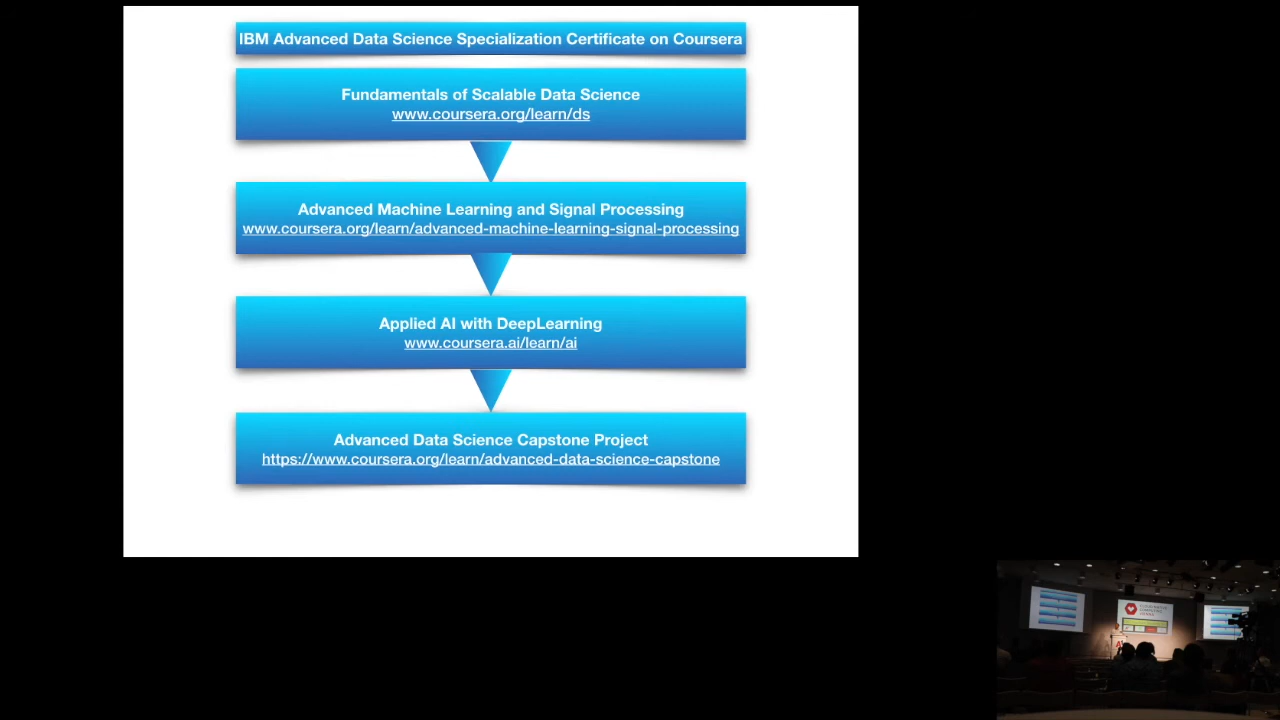 IBM Advanced Data Science Specialization Certificate on Coursera
Fundamentals of Scalable Data Science
www.coursera.org/learn/ds
Advanced Machine Learning and Signal Processing
www.coursera.org/learn/advanced-machine-learning-signal-processing
Applied AI with DeepLearning
www.coursera.ai/learn/ai
Advanced Data Science Capstone Project
https://www.coursera.org/learn/advanced-data-science-capstone